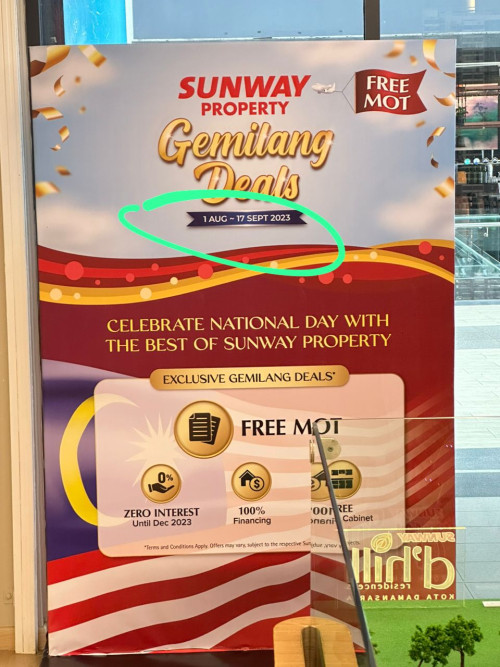 SUNWAY
PROPERTY
FREE
MOT
Gemilang
Deals
1 AUG ~ 17 SEPT 2023
CELEBRATE NATIONAL DAY WITH
THE BEST OF SUNWAY PROPERTY
EXCLUSIVE GEMILANG DEALS*
FREE MOT
0%
ZERO INTEREST
Until Dec 2023
$
100%
Financing
REE
Cabinet
*Terms and Conditions Apply. Offers may vary, subject to the respective
SUNWAY
d'hill
residences
KOTA DAMANSARA